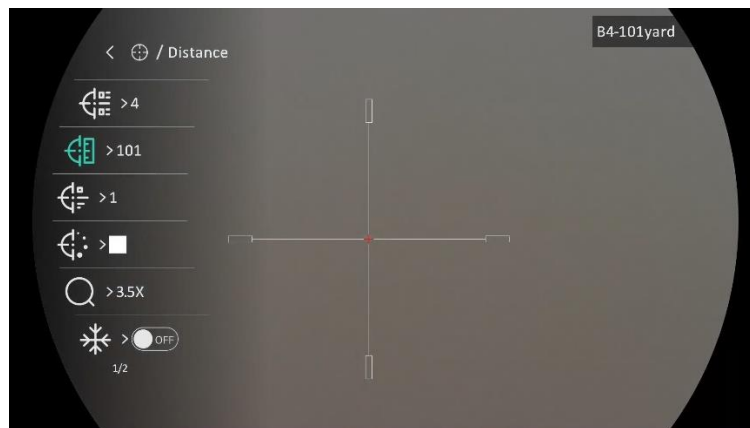 B4-101yard
< / Distance
>4
>101
>1
>
>3.5X
> OFF
1/2